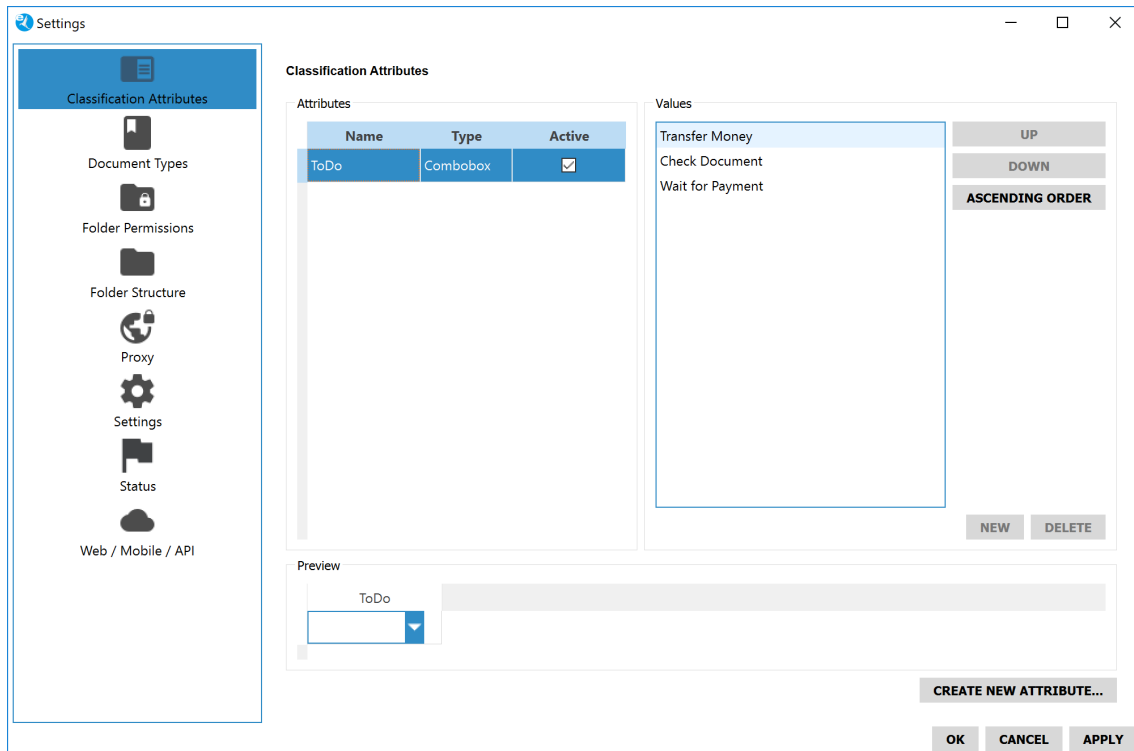 Settings
Classification Attributes
Document Types
Folder Permissions
Folder Structure
Proxy
Settings
Status
Web / Mobile / API
Classification Attributes
Attributes
Name Type Active
ToDo Combobox
Values
Transfer Money
Check Document
Wait for Payment
UP
DOWN
ASCENDING ORDER
NEW DELETE
Preview
ToDo
CREATE NEW ATTRIBUTE...
OK CANCEL APPLY